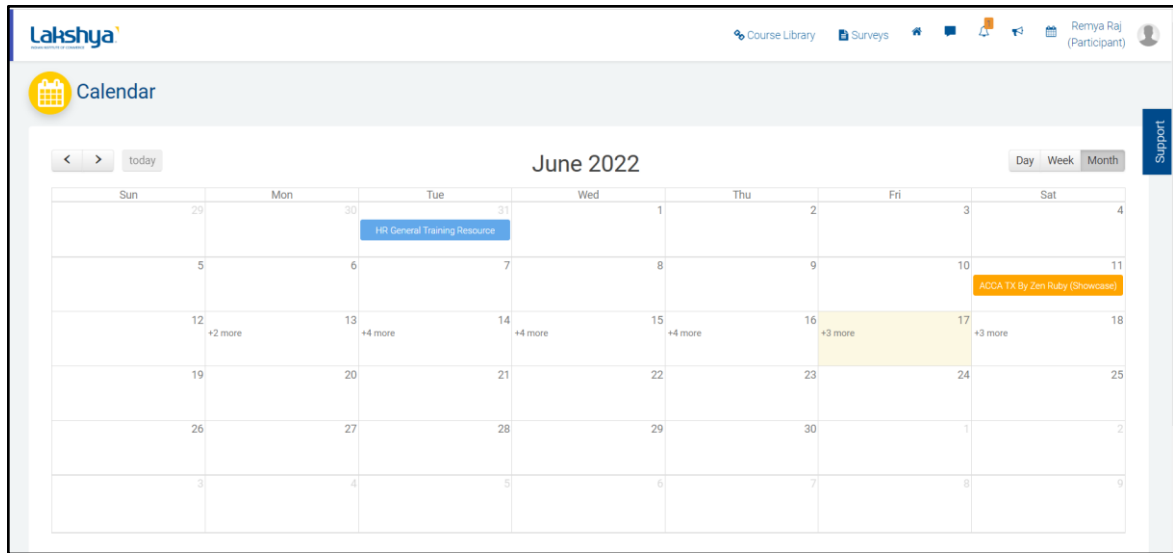 Lakshya
Course Library
Surveys
Remya Raj
(Participant)
Calendar
Support
today
June 2022
Day Week Month
Sun Mon Tue Wed Thu Fri Sat
29 30 31 1 2 3 4
HR General Training Resource
5 6 7 8 9 10 11
ACCA TX By Zen Ruby (Showcase)
12 13 14 15 16 17 18
+2 more +4 more +4 more +4 more +3 more +3 more
19 20 21 22 23 24 25
26 27 28 29 30 1 2
3 4 5 6 7 8 9